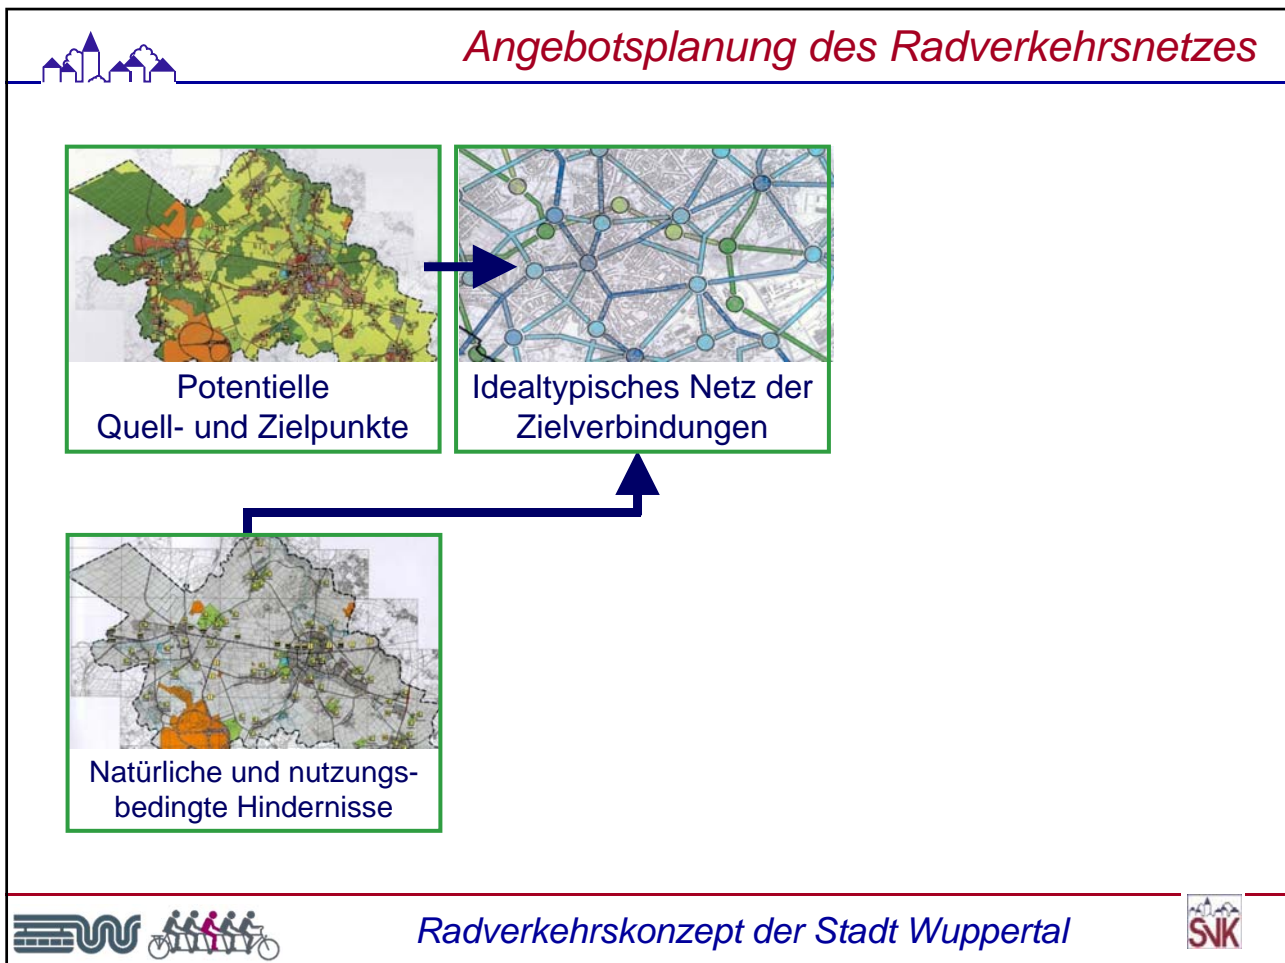 Angebotsplanung des Radverkehrsnetzes
Potentielle
Quell- und Zielpunkte
Idealtypisches Netz der
Zielverbindungen
Natürliche und nutzungs-
bedingte Hindernisse
Radverkehrskonzept der Stadt Wuppertal
SVK